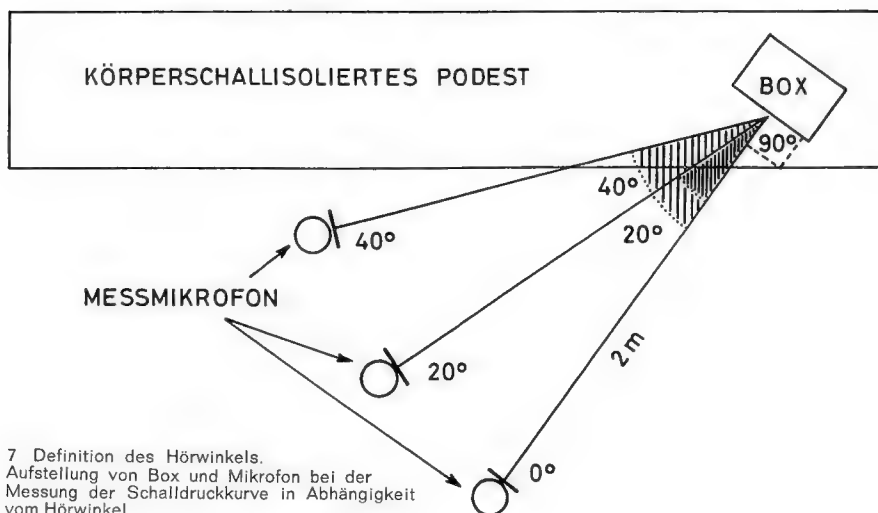 KÖRPERSCHALLISOLIERTES PODEST
BOX
90°
40°
20°
40°
MESSMIKROFON
20°
2m
0°
7 Definition des Hörwinkels.
Aufstellung von Box und Mikrofon bei der
Messung der Schalldruckkurve in Abhängigkeit
vom Hörwinkel